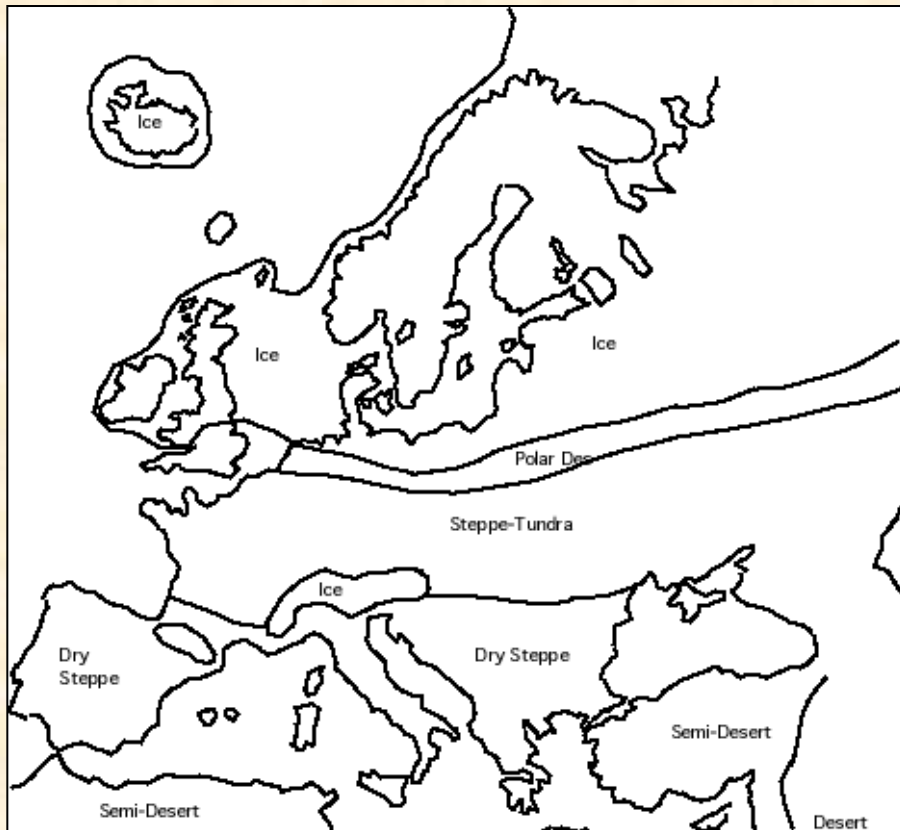 Ice
Ice
Ice
Polar Des
Steppe-Tundra
Ice
Dry
Steppe
Dry Steppe
Semi-Desert
Semi-Desert
Desert